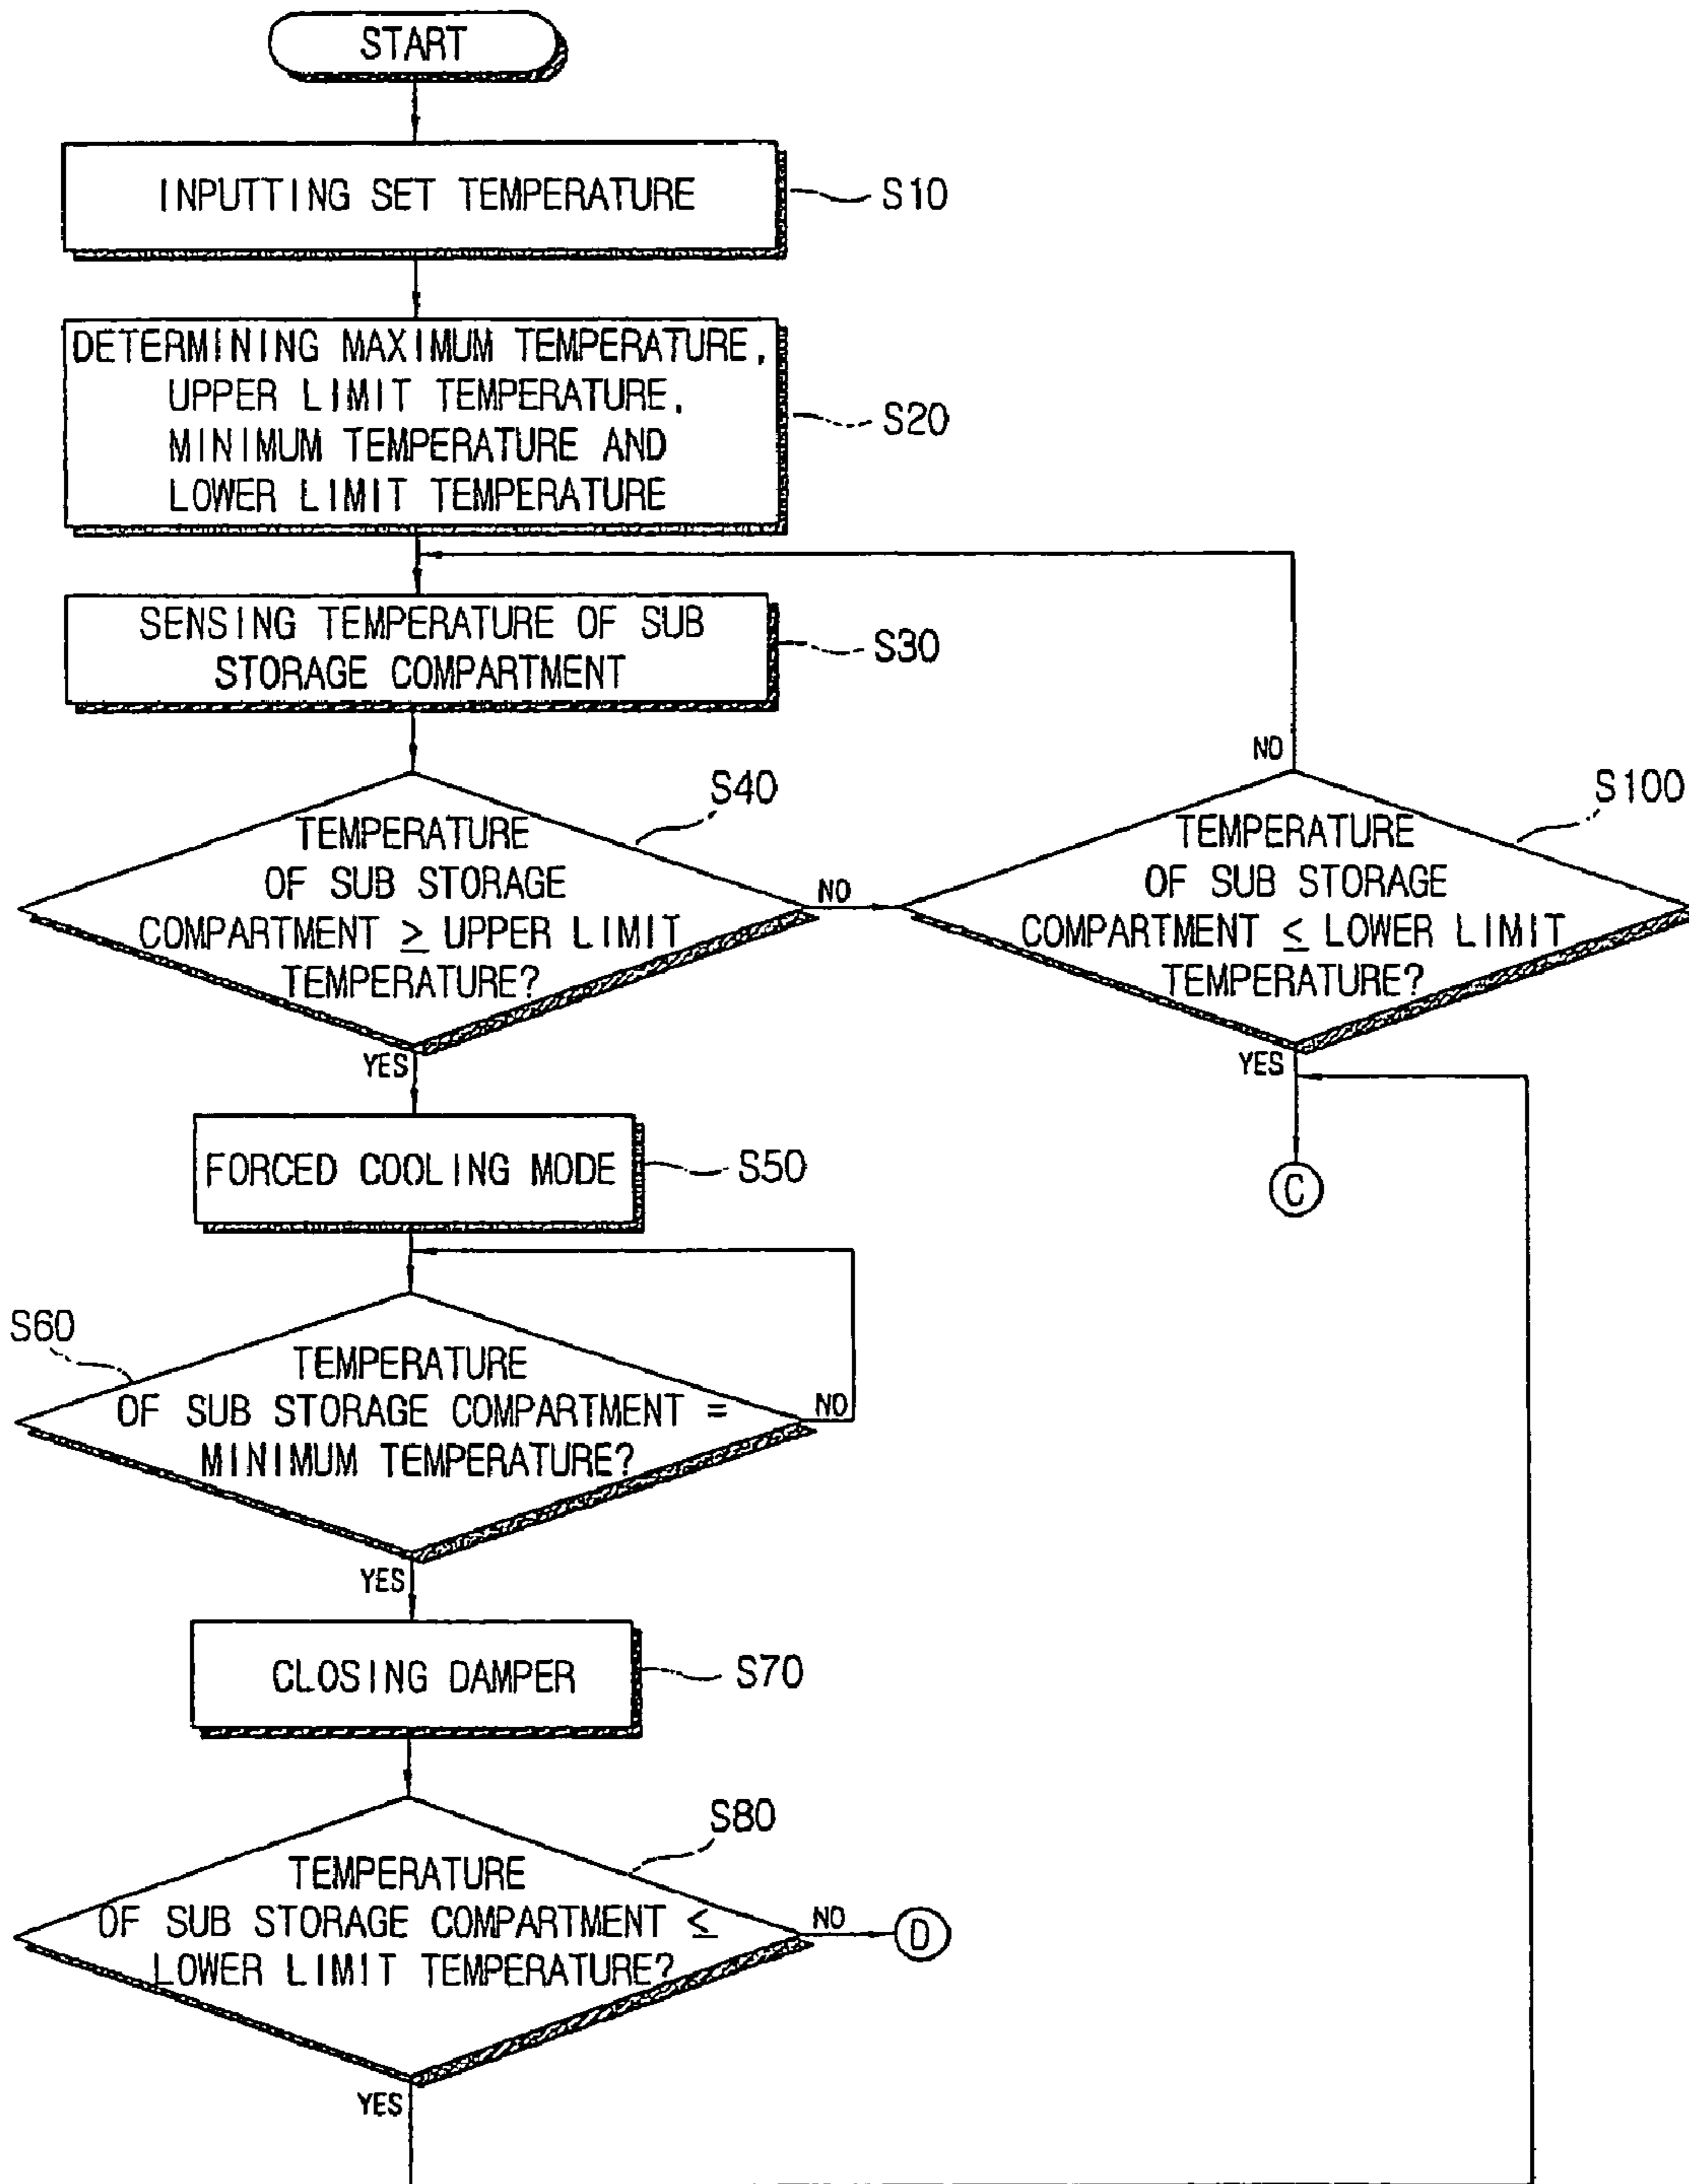 START
INPUTTING SET TEMPERATURE
S10
DETERMINING MAXIMUM TEMPERATURE,
UPPER LIMIT TEMPERATURE,
MINIMUM TEMPERATURE AND
LOWER LIMIT TEMPERATURE
S20
SENSING TEMPERATURE OF SUB
STORAGE COMPARTMENT
S30
S40
TEMPERATURE
OF SUB STORAGE
COMPARTMENT ≥ UPPER LIMIT
TEMPERATURE?
NO
YES
NO
S100
TEMPERATURE
OF SUB STORAGE
COMPARTMENT ≤ LOWER LIMIT
TEMPERATURE?
YES
C
FORCED COOLING MODE
S50
S60
TEMPERATURE
OF SUB STORAGE COMPARTMENT =
MINIMUM TEMPERATURE?
NO
YES
CLOSING DAMPER
S70
S80
TEMPERATURE
OF SUB STORAGE COMPARTMENT ≤
LOWER LIMIT TEMPERATURE?
NO
D
YES